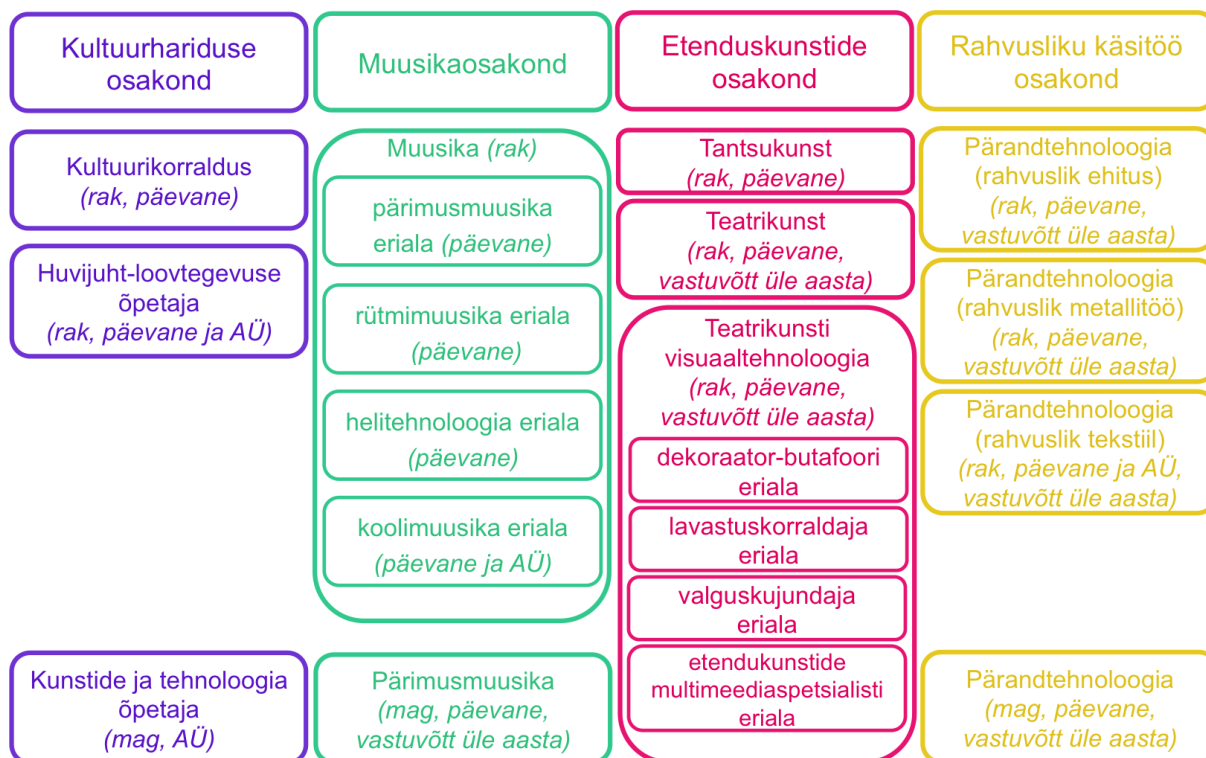 Kultuurhariduse
osakond
Kultuurikorraldus
(rak, päevane)
Huvijuht-loovtegevuse
õpetaja
(rak, päevane ja AÜ)
Kunstide ja tehnoloogia
õpetaja
(mag, AÜ)
Muusikaosakond
Muusika (rak)
pärimusmuusika
eriala (päevane)
rütmimuusika eriala
(päevane)
helitehnoloogia eriala
(päevane)
koolimuusika eriala
(päevane ja AÜ)
Pärimusmuusika
(mag, päevane,
vastuvõtt üle aasta)
Etenduskunstide
osakond
Tantsukunst
(rak, päevane)
Teatrikunst
(rak, päevane,
vastuvõtt üle aasta)
Teatrikunsti
visuaaltehnoloogia
(rak, päevane,
vastuvõtt üle aasta)
dekoraator-butafoori
eriala
lavastuskorraldaja
eriala
valguskujundaja
eriala
etendukunstide
multimeediaspetsialisti
eriala
Rahvusliku käsitöö
osakond
Pärandtehnoloogia
(rahvuslik ehitus)
(rak, päevane,
vastuvõtt üle aasta)
Pärandtehnoloogia
(rahvuslik metallitöö)
(rak, päevane,
vastuvõtt üle aasta)
Pärandtehnoloogia
(rahvuslik tekstiil)
(rak, päevane ja AÜ,
vastuvõtt üle aasta)
Pärandtehnoloogia
(mag, päevane,
vastuvõtt üle aasta)